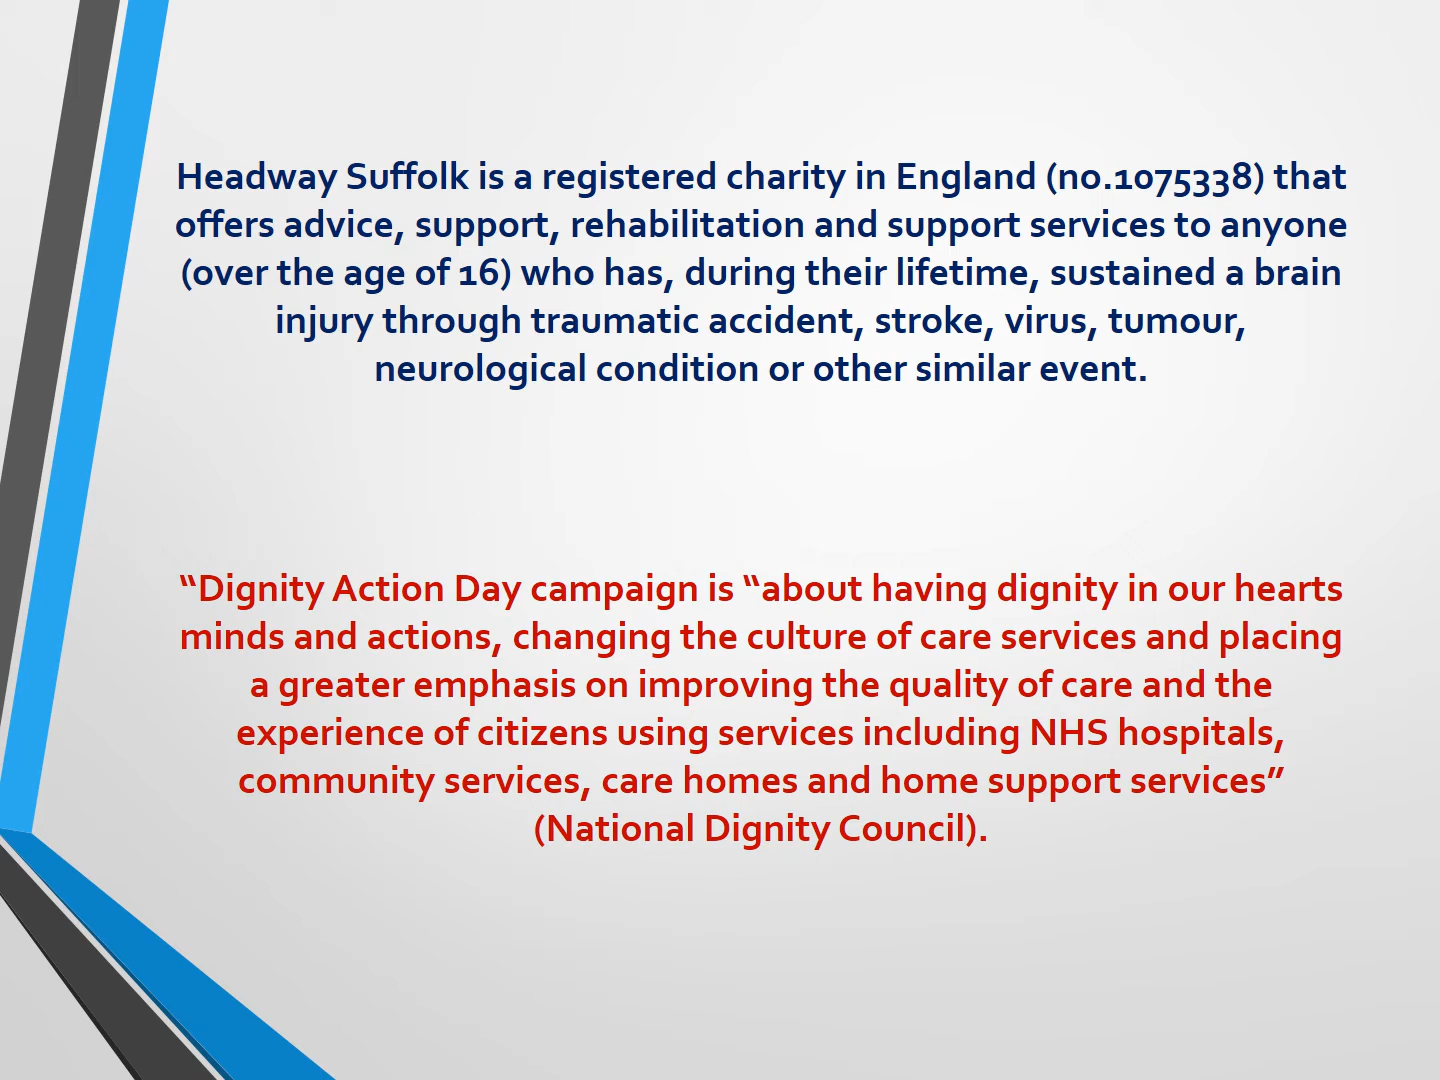 Headway Suffolk is a registered charity in England (no.1075338) that
offers advice, support, rehabilitation and support services to anyone
(over the age of 16) who has, during their lifetime, sustained a brain
injury through traumatic accident, stroke, virus, tumour,
neurological condition or other similar event.
“Dignity Action Day campaign is “about having dignity in our hearts
minds and actions, changing the culture of care services and placing
a greater emphasis on improving the quality of care and the
experience of citizens using services including NHS hospitals,
community services, care homes and home support services”
(National Dignity Council).